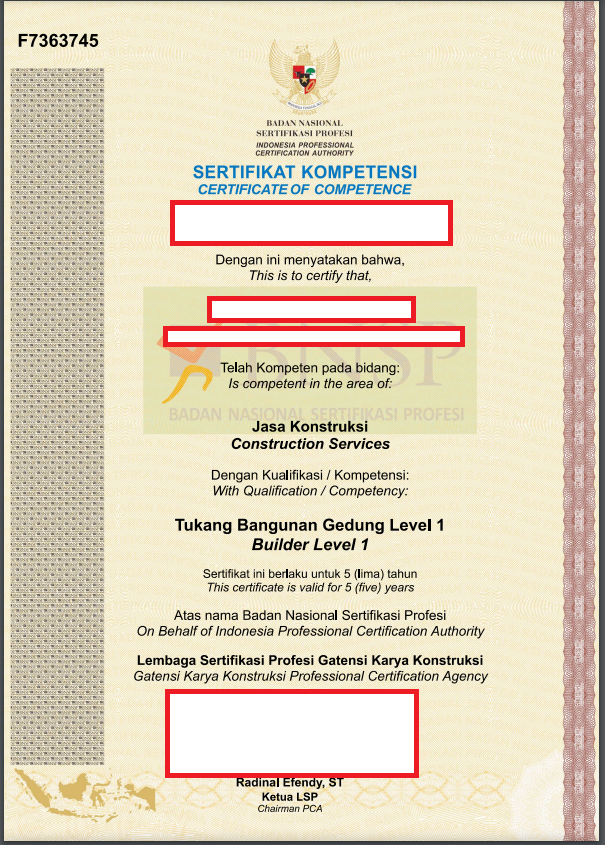 F7363745
BADAN NASIONAL
SERTIFIKASI PROFESI
INDONESIA PROFESSIONAL
CERTIFICATION AUTHORITY
SERTIFIKAT KOMPETENSI
CERTIFICATE OF COMPETENCE
Dengan ini menyatakan bahwa,
This is to certify that,
BNSP
Telah Kompeten pada bidang:
Is competent in the area of:
BADAN NASIONAL SERTIFIKASI PROFESI
Jasa Konstruksi
Construction Services
Dengan Kualifikasi / Kompetensi:
With Qualification / Competency:
Tukang Bangunan Gedung Level 1
Builder Level 1
Sertifikat ini berlaku untuk 5 (lima) tahun
This certificate is valid for 5 (five) years
Atas nama Badan Nasional Sertifikasi Profesi
On Behalf of Indonesia Professional Certification Authority
Lembaga Sertifikasi Profesi Gatensi Karya Konstruksi
Gatensi Karya Konstruksi Professional Certification Agency
Radinal Efendy, ST
Ketua LSP
Chairman PCA